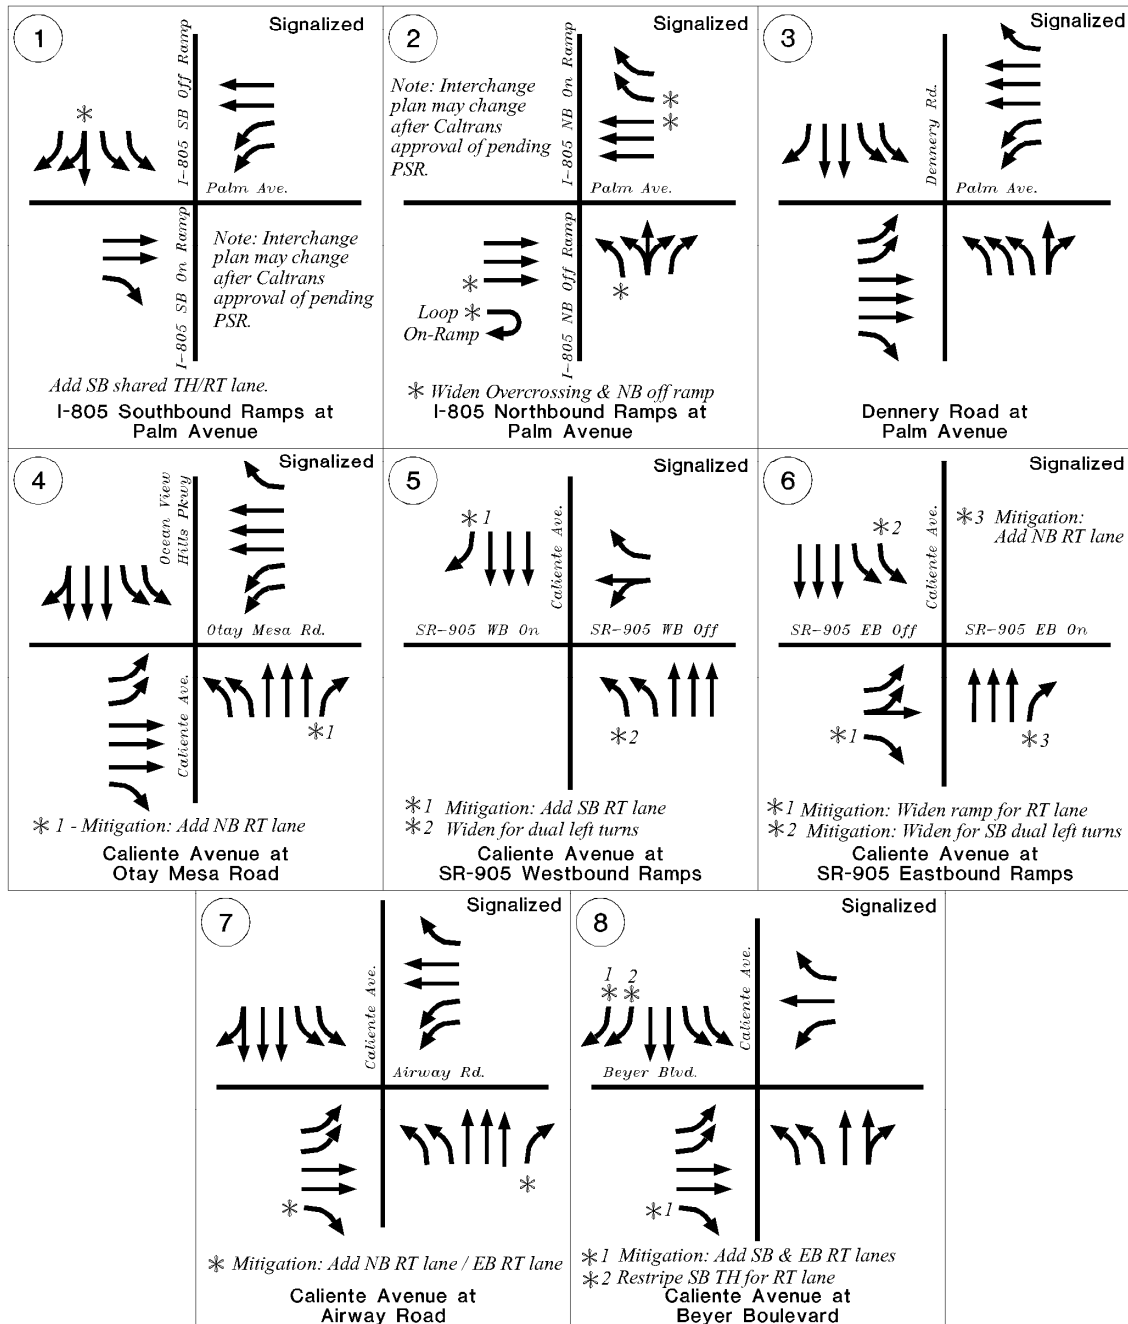 1
Signalized
I-805 SB Off Ramp
*
Palm Ave.
I-805 SB On Ramp
Note: Interchange
plan may change
after Caltrans
approval of pending
PSR.
Add SB shared TH/RT lane.
I-805 Southbound Ramps at
Palm Avenue
2
Signalized
Note: Interchange
plan may change
after Caltrans
approval of pending
PSR.
I-805 NB On Ramp
*
*
Palm Ave.
I-805 NB Off Ramp
*
Loop *
On-Ramp
*
* Widen Overcrossing & NB off ramp
I-805 Northbound Ramps at
Palm Avenue
3
Signalized
Dennery Rd.
Palm Ave.
Dennery Road at
Palm Avenue
4
Signalized
Ocean View
Hills Pkwy
Otay Mesa Rd.
Caliente Ave.
*1
* 1 - Mitigation: Add NB RT lane
Caliente Avenue at
Otay Mesa Road
5
Signalized
*1
Caliente Ave.
SR-905 WB On
SR-905 WB Off
*2
*1 Mitigation: Add SB RT lane
*2 Widen for dual left turns
Caliente Avenue at
SR-905 Westbound Ramps
6
Signalized
*2
Caliente Ave.
*3 Mitigation:
Add NB RT lane
SR-905 EB Off
SR-905 EB On
*1
*3
*1 Mitigation: Widen ramp for RT lane
*2 Mitigation: Widen for SB dual left turns
Caliente Avenue at
SR-905 Eastbound Ramps
7
Signalized
Caliente Ave.
Airway Rd.
*
*
* Mitigation: Add NB RT lane / EB RT lane
Caliente Avenue at
Airway Road
8
Signalized
1 2
* *
Caliente Ave.
Beyer Blvd.
*1
*1 Mitigation: Add SB & EB RT lanes
*2 Restripe SB TH for RT lane
Caliente Avenue at
Beyer Boulevard